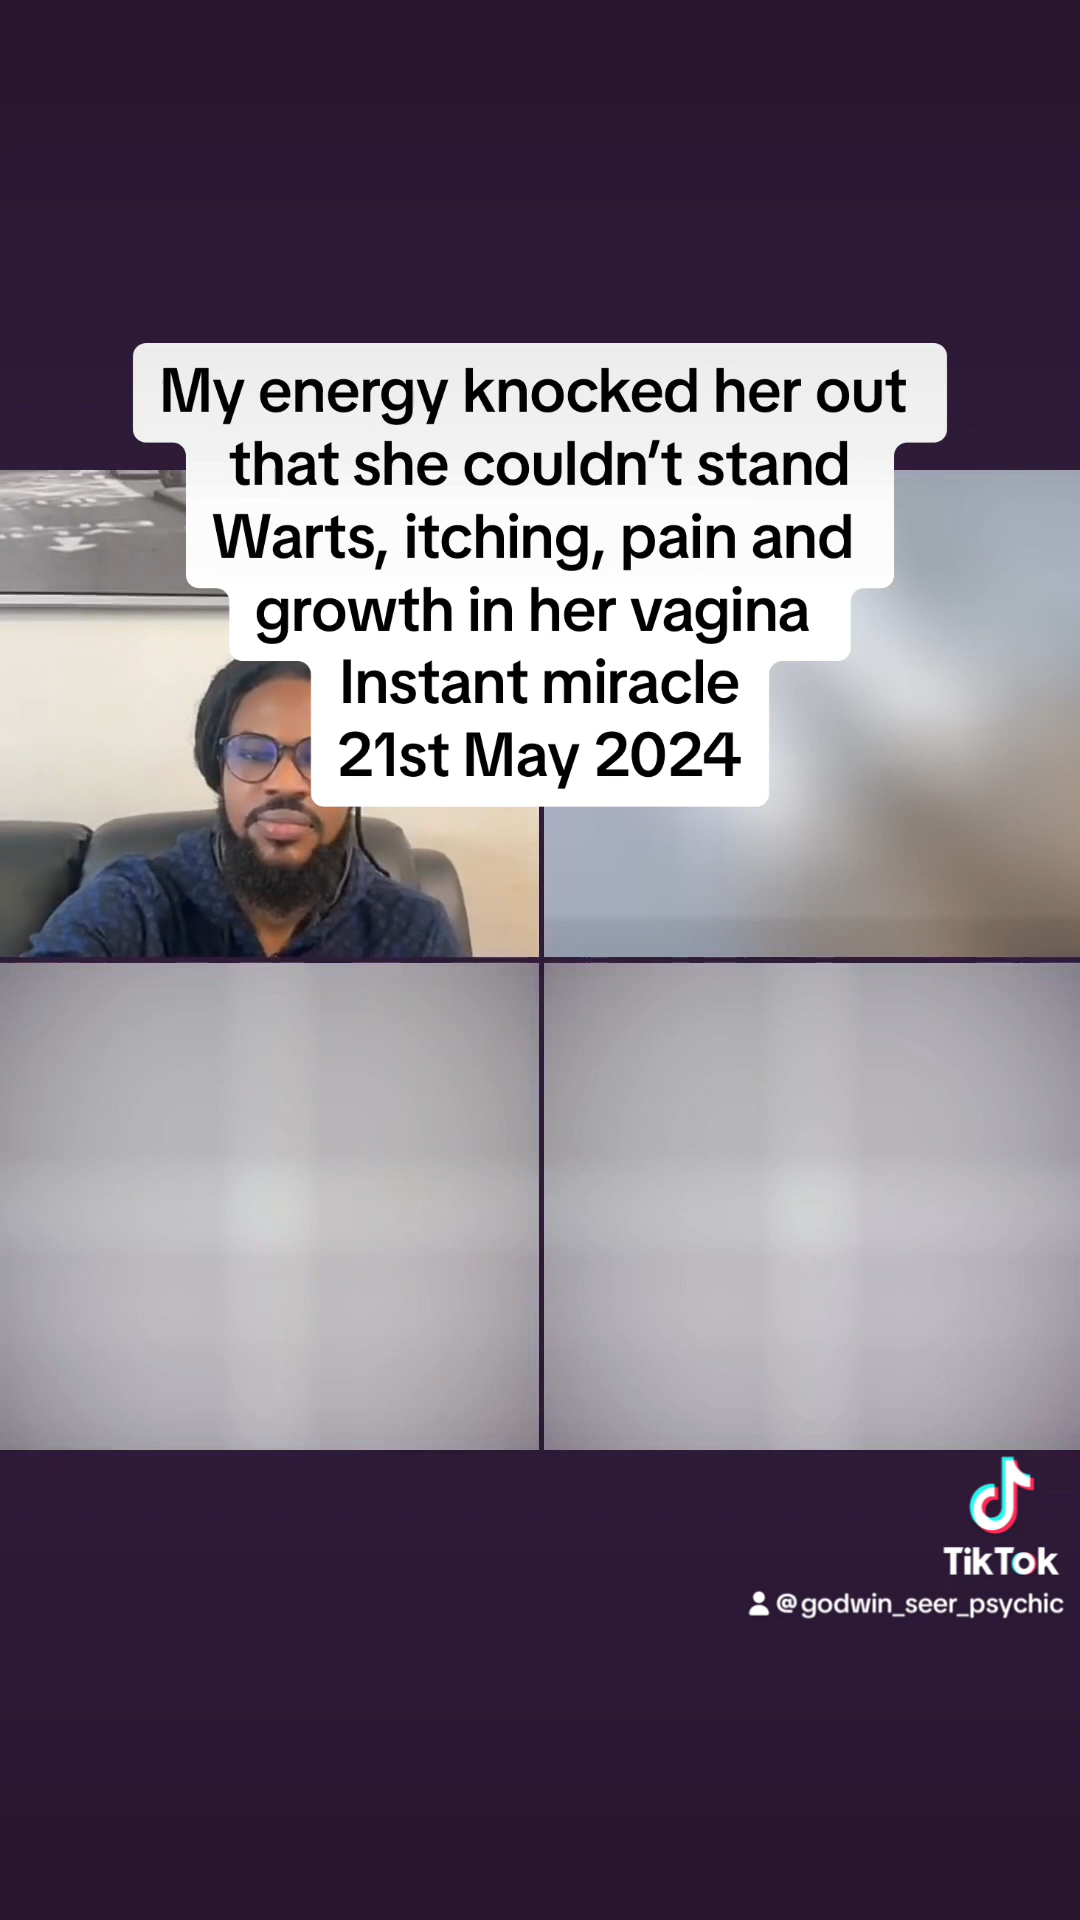 My energy knocked her out
that she couldn’t stand
Warts, itching, pain and
growth in her vagina
Instant miracle
21st May 2024
TikTok
@godwin_seer_psychic